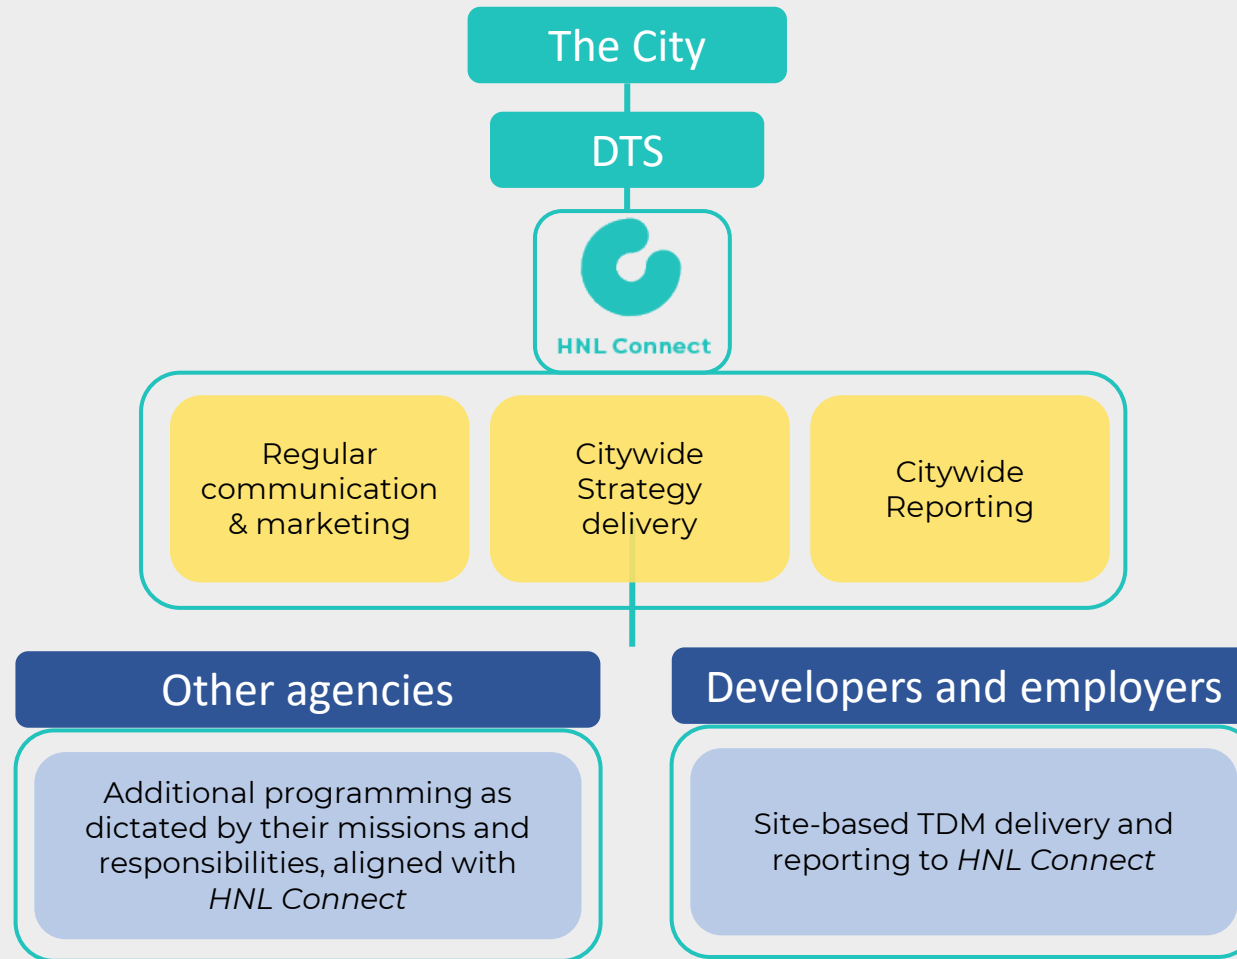 The City
DTS
HNL Connect
Regular
communication
& marketing
Citywide
Strategy
delivery
Citywide
Reporting
Other agencies
Additional programming as
dictated by their missions and
responsibilities, aligned with
HNL Connect
Developers and employers
Site-based TDM delivery and
reporting to HNL Connect